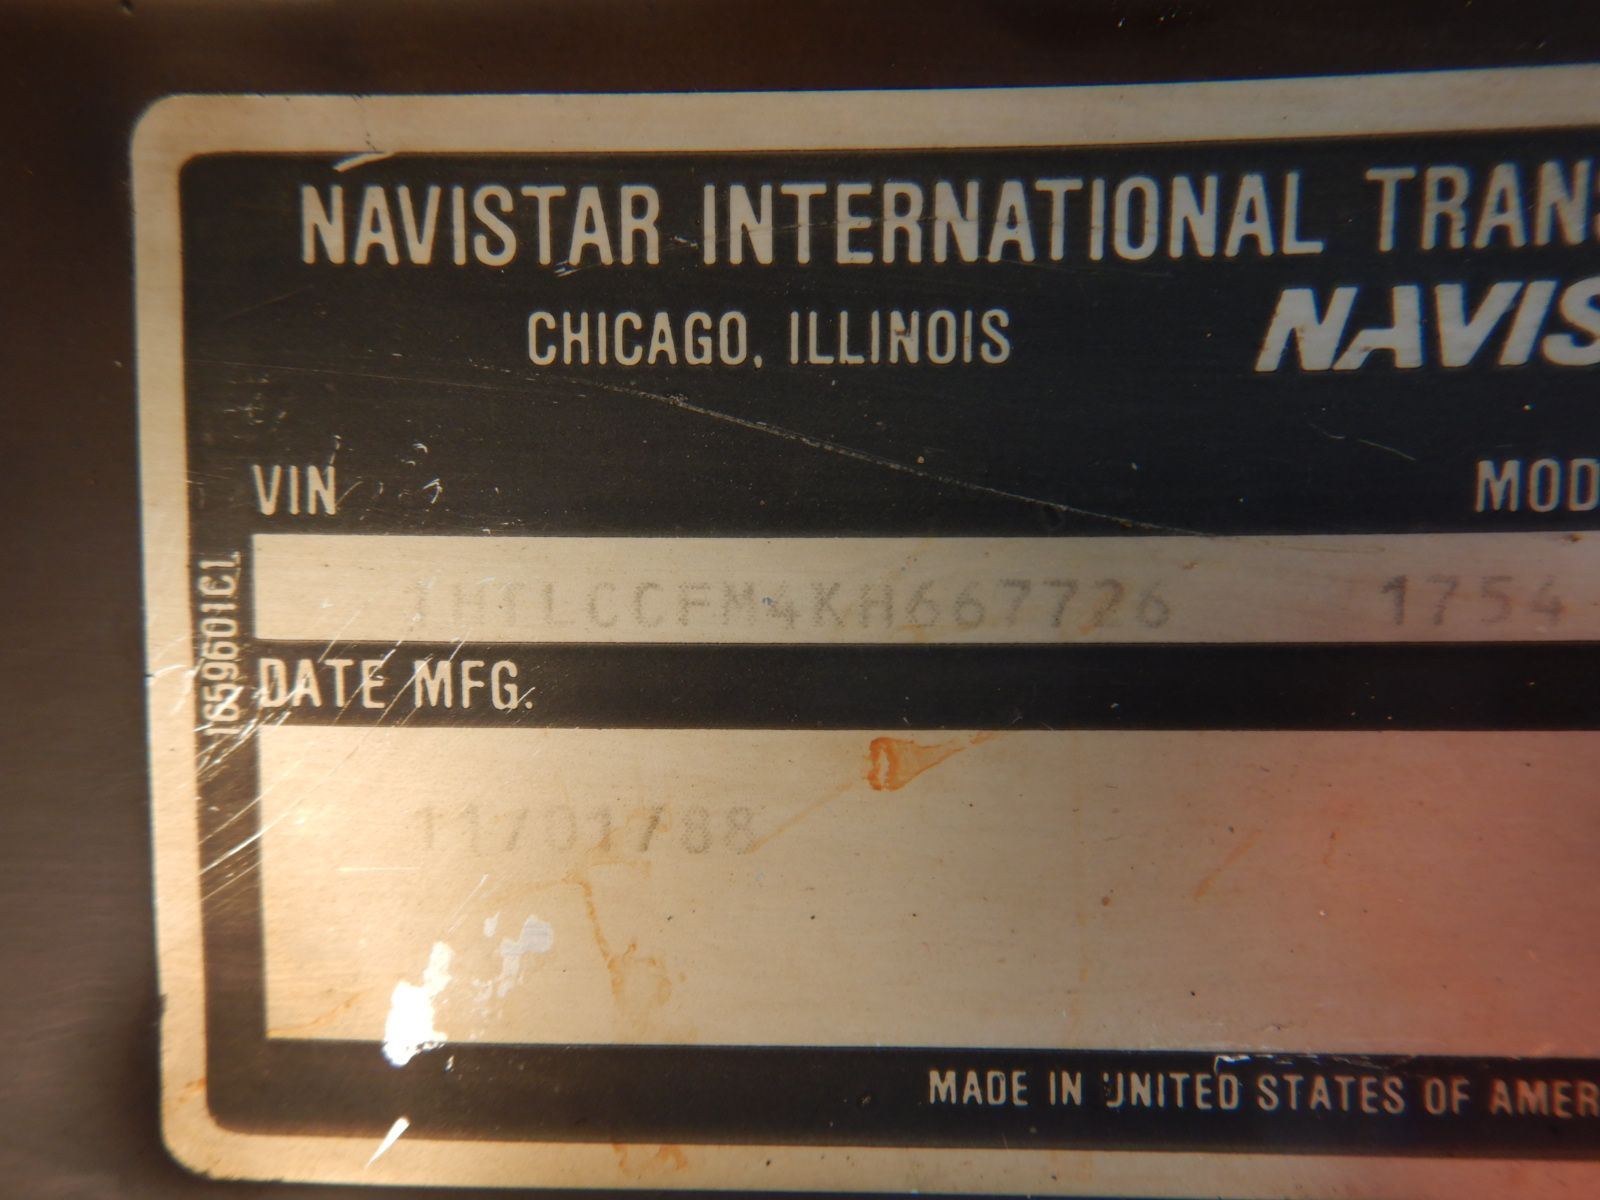 NAVISTAR INTERNATIONAL TRANS
CHICAGO, ILLINOIS
NAVIS
VIN
MOD
1HTLCCFM4KH667726 1754
1659601C1
DATE MFG.
11/01/88
MADE IN UNITED STATES OF AMER